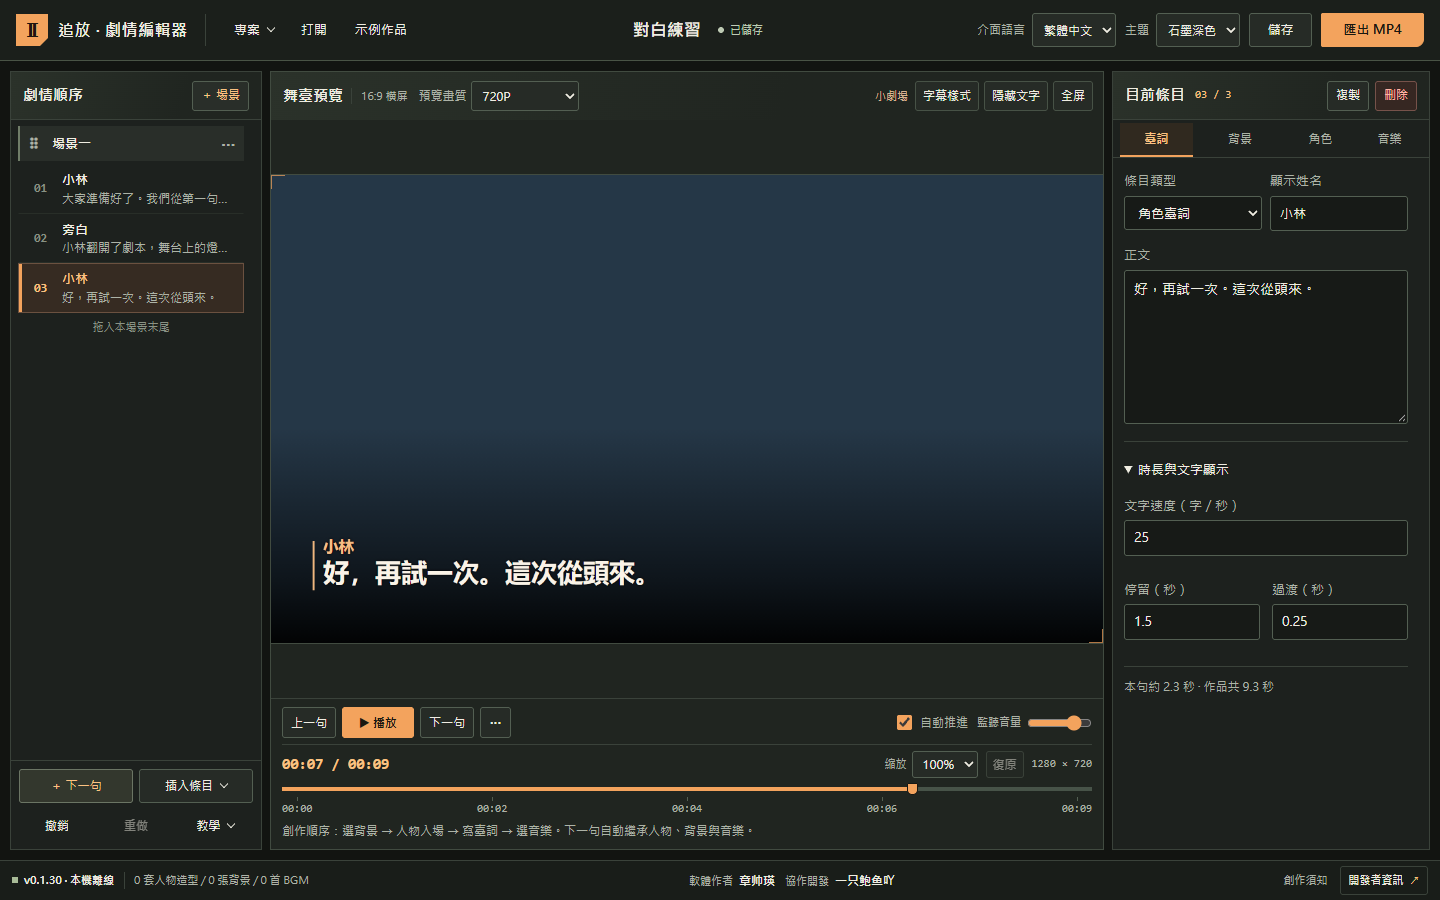 II 追放 · 劇情編輯器 專案 打開 示例作品 對白練習 已儲存 介面語言 繁體中文 主題 石墨深色 儲存 匯出 MP4
劇情順序 + 場景
場景一 ...
01 小林
大家準備好了。我們從第一句...
02 旁白
小林翻開了劇本，舞台上的燈...
03 小林
好，再試一次。這次從頭來。
拖入本場景末尾
+ 下一句 插入條目
撤銷 重做 教學
舞臺預覽 16:9 橫屏 預覽畫質 720P 小劇場 字幕樣式 隱藏文字 全屏
小林
好，再試一次。這次從頭來。
上一句 ▶ 播放 下一句 ... 自動推進 監聽音量
00:07 / 00:09 縮放 100% 復原 1280 × 720
00:00 00:02 00:04 00:06 00:09
創作順序：選背景 → 人物入場 → 寫臺詞 → 選音樂。下一句自動繼承人物、背景與音樂。
目前條目 03 / 3 複製 刪除
臺詞 背景 角色 音樂
條目類型 顯示姓名
角色臺詞 小林
正文
好，再試一次。這次從頭來。
▼ 時長與文字顯示
文字速度（字 / 秒）
25
停留（秒） 過渡（秒）
1.5 0.25
本句約 2.3 秒 · 作品共 9.3 秒
v0.1.30 · 本機離線 0 套人物造型 / 0 張背景 / 0 首 BGM 軟體作者 章帅瑛 協作開發 一只鲍鱼吖 創作須知 開發者資訊 ↗